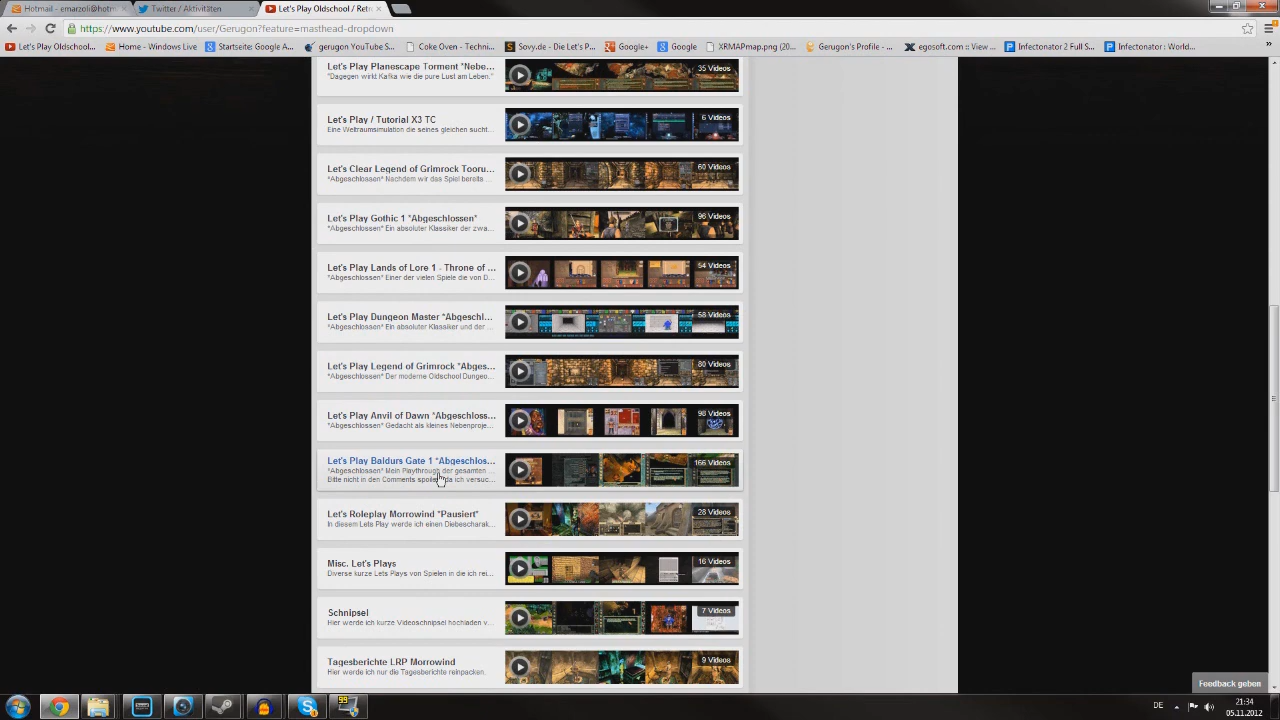 Hotmail - emarzoli@hotm
Twitter / Aktivitäten
Let's Play Oldschool / Retr
https://www.youtube.com/user/Gerugon?feature=masthead-dropdown
Let's Play Oldschool...
Home - Windows Live
Startseite: Google A...
gerugon YouTube S...
Coke Oven - Techni...
Sovy.de - Die Let's P...
Google+
Google
XRMAPmap.png (20...
Gerugon's Profile - ...
egosoft.com :: View ...
Infectonator 2 Full S...
Infectonator : World...
»
Let's Play Planescape Torment *Nebe...
"Dagegen wirkt Kafka wie die pure Lust am Leben."
35 Videos
Let's Play / Tutorial X3 TC
Eine Weltraumsimulation die seines gleichen sucht...
6 Videos
Let's Clear Legend of Grimrock Tooru...
*Abgeschlossen* Nachdem wir das Spiel bereits ...
60 Videos
Let's Play Gothic 1 *Abgeschlossen*
*Abgeschlossen* Ein absoluter Klassiker der zwa...
96 Videos
Let's Play Lands of Lore 1 - Throne of ...
*Abgeschlossen* Einer der vielen Spiele die von D...
54 Videos
Let's Play Dungeon Master *Abgeschl...
*Abgeschlossen* Ein absoluter Klassiker und der ...
58 Videos
Let's Play Legend of Grimrock *Abges...
*Abgeschlossen* Der moderne Oldschool Dungeo...
80 Videos
Let's Play Anvil of Dawn *Abgeschloss...
*Abgeschlossen* Gedacht als kleines Nebenproje...
98 Videos
Let's Play Baldurs Gate 1 *Abgeschlos...
*Abgeschlossen* Mein Playthrough der gesamten ...
Bitte nicht in den Comments spoilen da ich versuc...
166 Videos
Let's Roleplay Morrowind *Pausiert*
In diesem Lets Play werde ich einen Diebescharak...
28 Videos
Misc. Let's Plays
Diverse kurze Lets Plays von Spielen in die ich rei...
16 Videos
Schnipsel
Hier werde ich kurze Videoschnipsel hochladen v...
7 Videos
Tagesberichte LRP Morrowind
Hier werde ich nur die Tagesberichte reinpacken.
9 Videos
Feedback geben
DE
21:34
05.11.2012